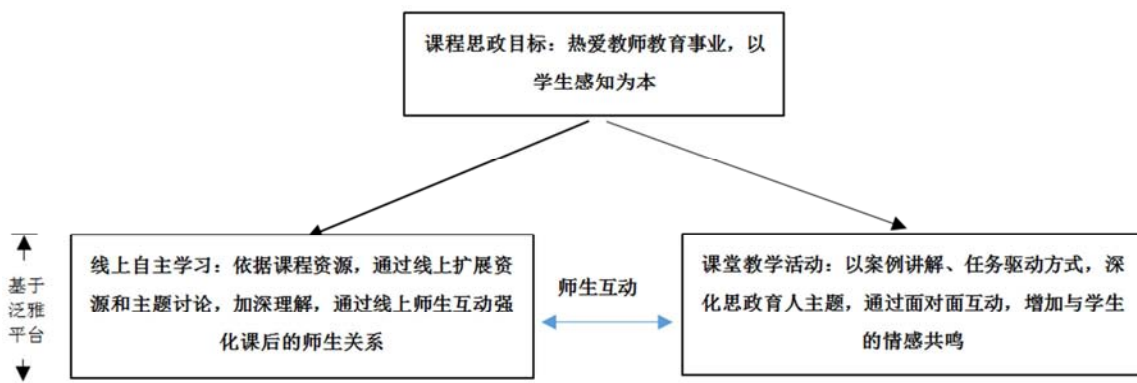 课程思政目标：热爱教师教育事业，以
学生感知为本
线上自主学习：依据课程资源，通过线上扩展资
源和主题讨论，加深理解，通过线上师生互动强
化课后的师生关系
基于
泛雅
平台
师生互动
课堂教学活动：以案例讲解、任务驱动方式，深
化思政育人主题，通过面对面互动，增加与学生
的情感共鸣